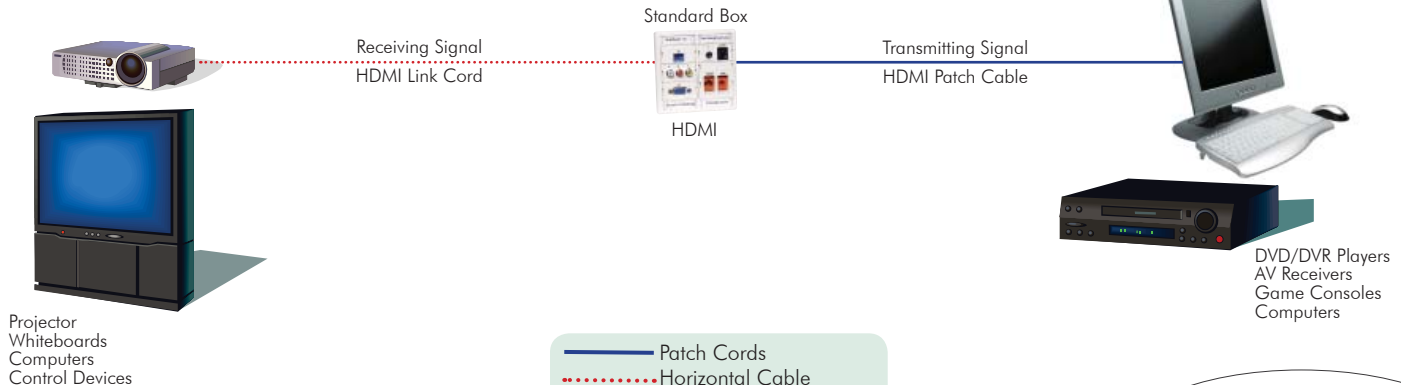 Standard Box
Receiving Signal
HDMI Link Cord
Transmitting Signal
HDMI Patch Cable
HDMI
DVD/DVR Players
AV Receivers
Game Consoles
Computers
Projector
Whiteboards
Computers
Control Devices
Patch Cords
Horizontal Cable